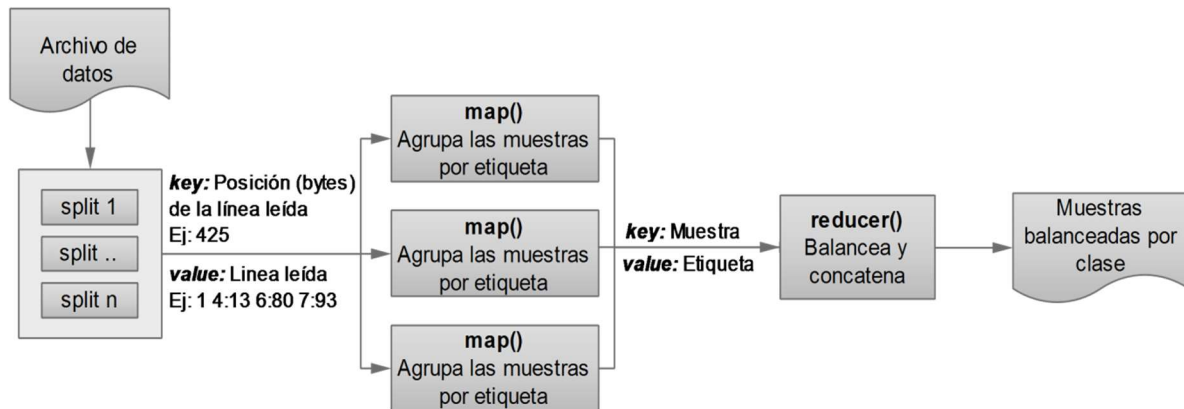 Archivo de
datos
split 1
split ..
split n
key: Posición (bytes)
de la línea leída
Ej: 425
value: Linea leída
Ej: 1 4:13 6:80 7:93
map()
Agrupa las muestras
por etiqueta
map()
Agrupa las muestras
por etiqueta
map()
Agrupa las muestras
por etiqueta
key: Muestra
value: Etiqueta
reducer()
Balancea y
concatena
Muestras
balanceadas por
clase